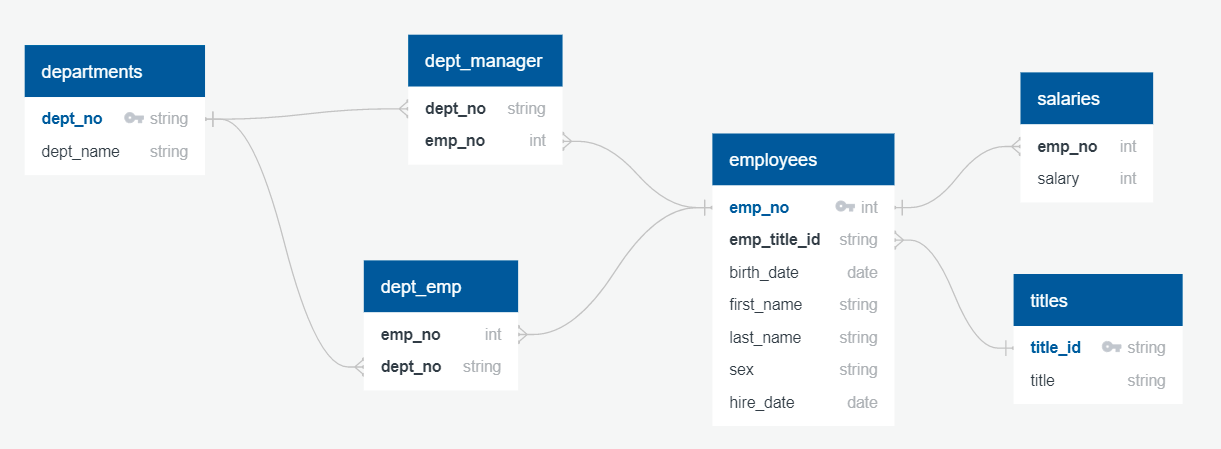 departments
dept_no string
dept_name string
dept_manager
dept_no string
emp_no int
dept_emp
emp_no int
dept_no string
employees
emp_no int
emp_title_id string
birth_date date
first_name string
last_name string
sex string
hire_date date
salaries
emp_no int
salary int
titles
title_id string
title string